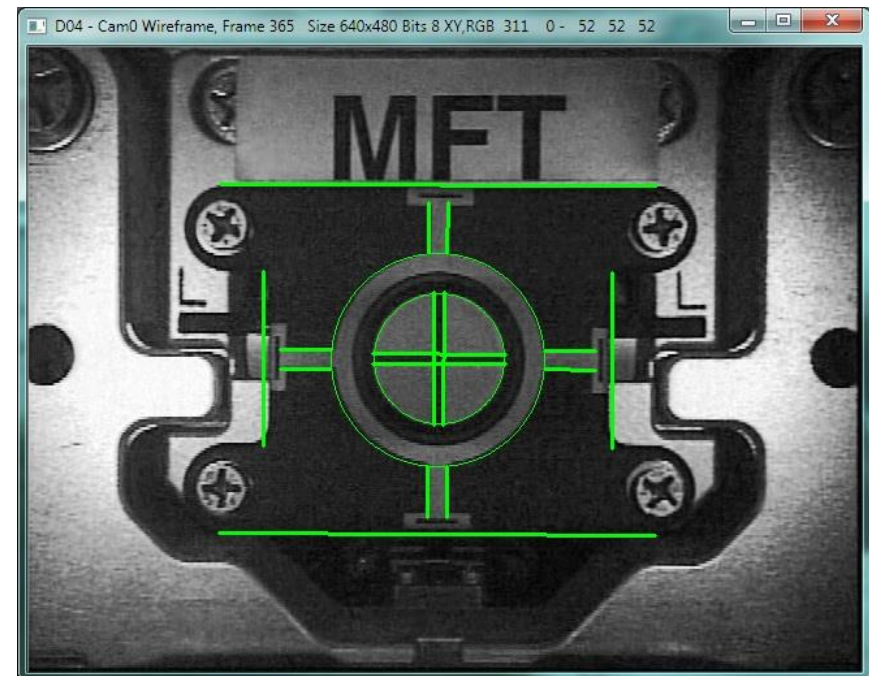 D04 - Cam0 Wireframe, Frame 365 Size 640x480 Bits 8 XY,RGB 311 0 - 52 52 52
MFT
L L